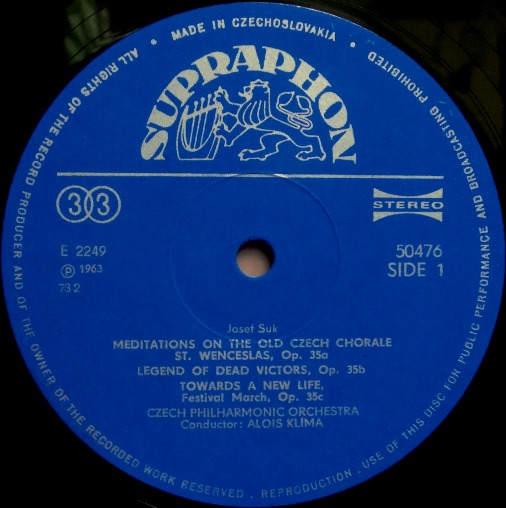 MADE IN CZECHOSLOVAKIA
ALL RIGHTS OF THE RECORD PRODUCER AND OF THE OWNER OF THE RECORDED WORK RESERVED . REPRODUCTION . USE OF THIS DISC FOR PUBLIC PERFORMANCE AND BROADCASTING PROHIBITED
SUPRAPHON
33
STEREO
E 2249
50476
Ⓟ 1963
SIDE 1
73 2
Josef Suk
MEDITATIONS ON THE OLD CZECH CHORALE
ST. WENCESLAS, Op. 35a
LEGEND OF DEAD VICTORS, Op. 35b
TOWARDS A NEW LIFE,
Festival March, Op. 35c
CZECH PHILHARMONIC ORCHESTRA
Conductor: ALOIS KLÍMA